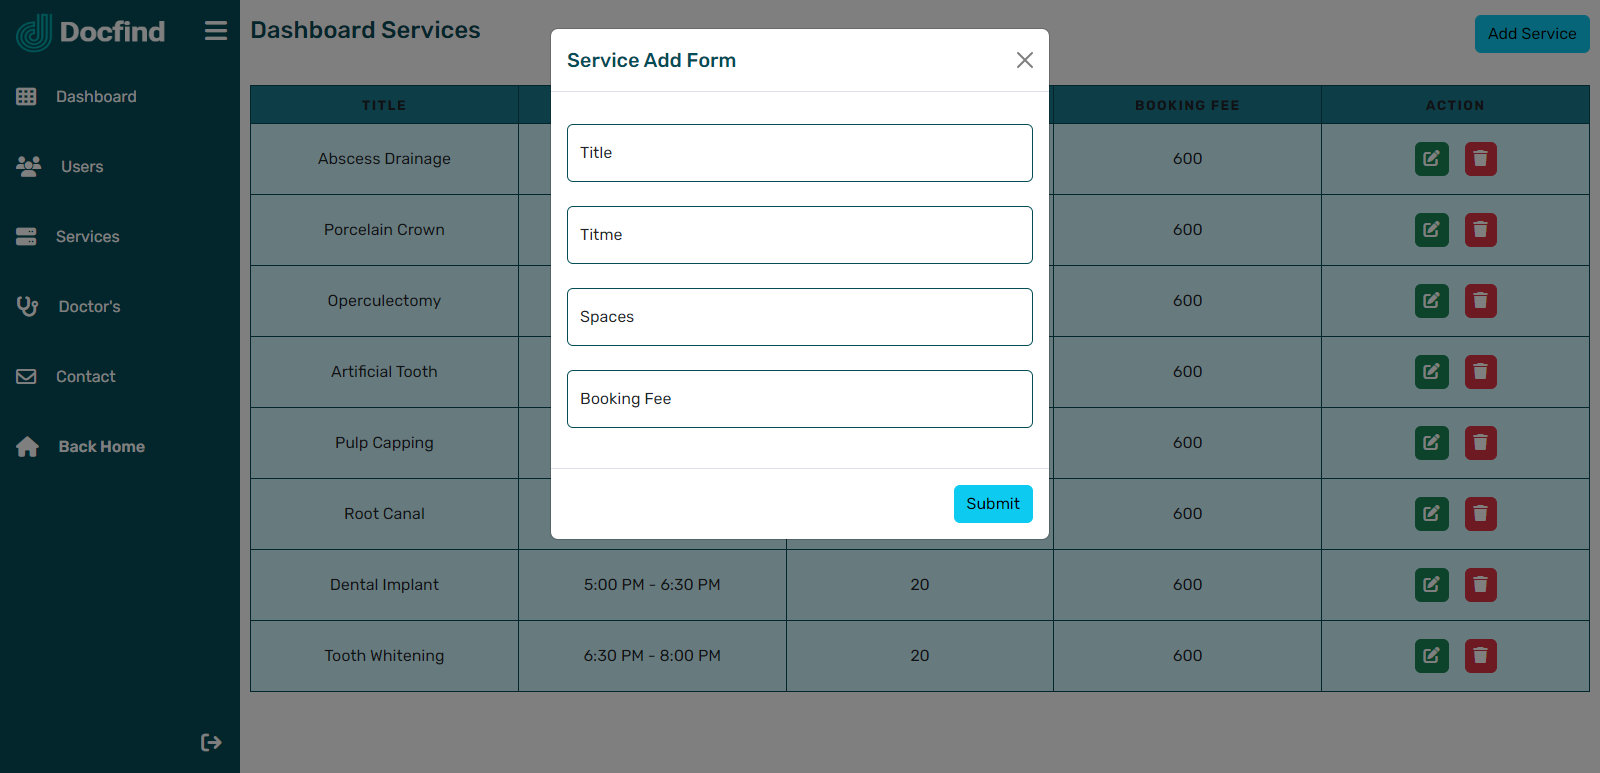 Docfind
Dashboard
Users
Services
Doctor's
Contact
Back Home
Dashboard Services
Add Service
TITLE
BOOKING FEE
ACTION
Abscess Drainage
600
Porcelain Crown
600
Operculectomy
600
Artificial Tooth
600
Pulp Capping
600
Root Canal
600
Dental Implant
5:00 PM - 6:30 PM
20
600
Tooth Whitening
6:30 PM - 8:00 PM
20
600
Service Add Form
Title
Titme
Spaces
Booking Fee
Submit